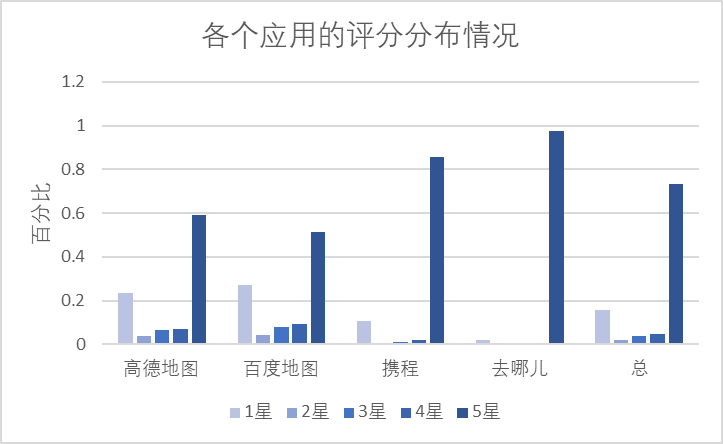 各个应用的评分分布情况
1.2
1
0.8
0.6
0.4
0.2
0
百分比
高德地图 百度地图 携程 去哪儿 总
1星 2星 3星 4星 5星